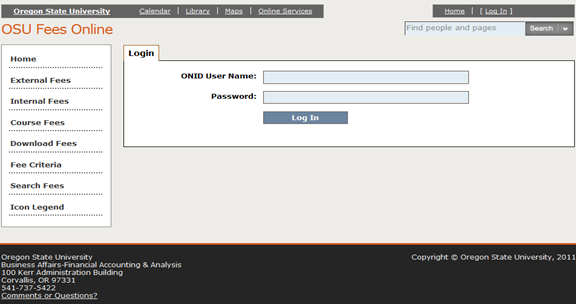 Oregon State University Calendar | Library | Maps | Online Services Home | [ Log In ]
OSU Fees Online
Find people and pages Search
Login
Home
External Fees
Internal Fees
Course Fees
Download Fees
Fee Criteria
Search Fees
Icon Legend
ONID User Name:
Password:
Log In
Oregon State University
Business Affairs-Financial Accounting & Analysis
100 Kerr Administration Building
Corvallis, OR 97331
541-737-5422
Comments or Questions?
Copyright © Oregon State University, 2011